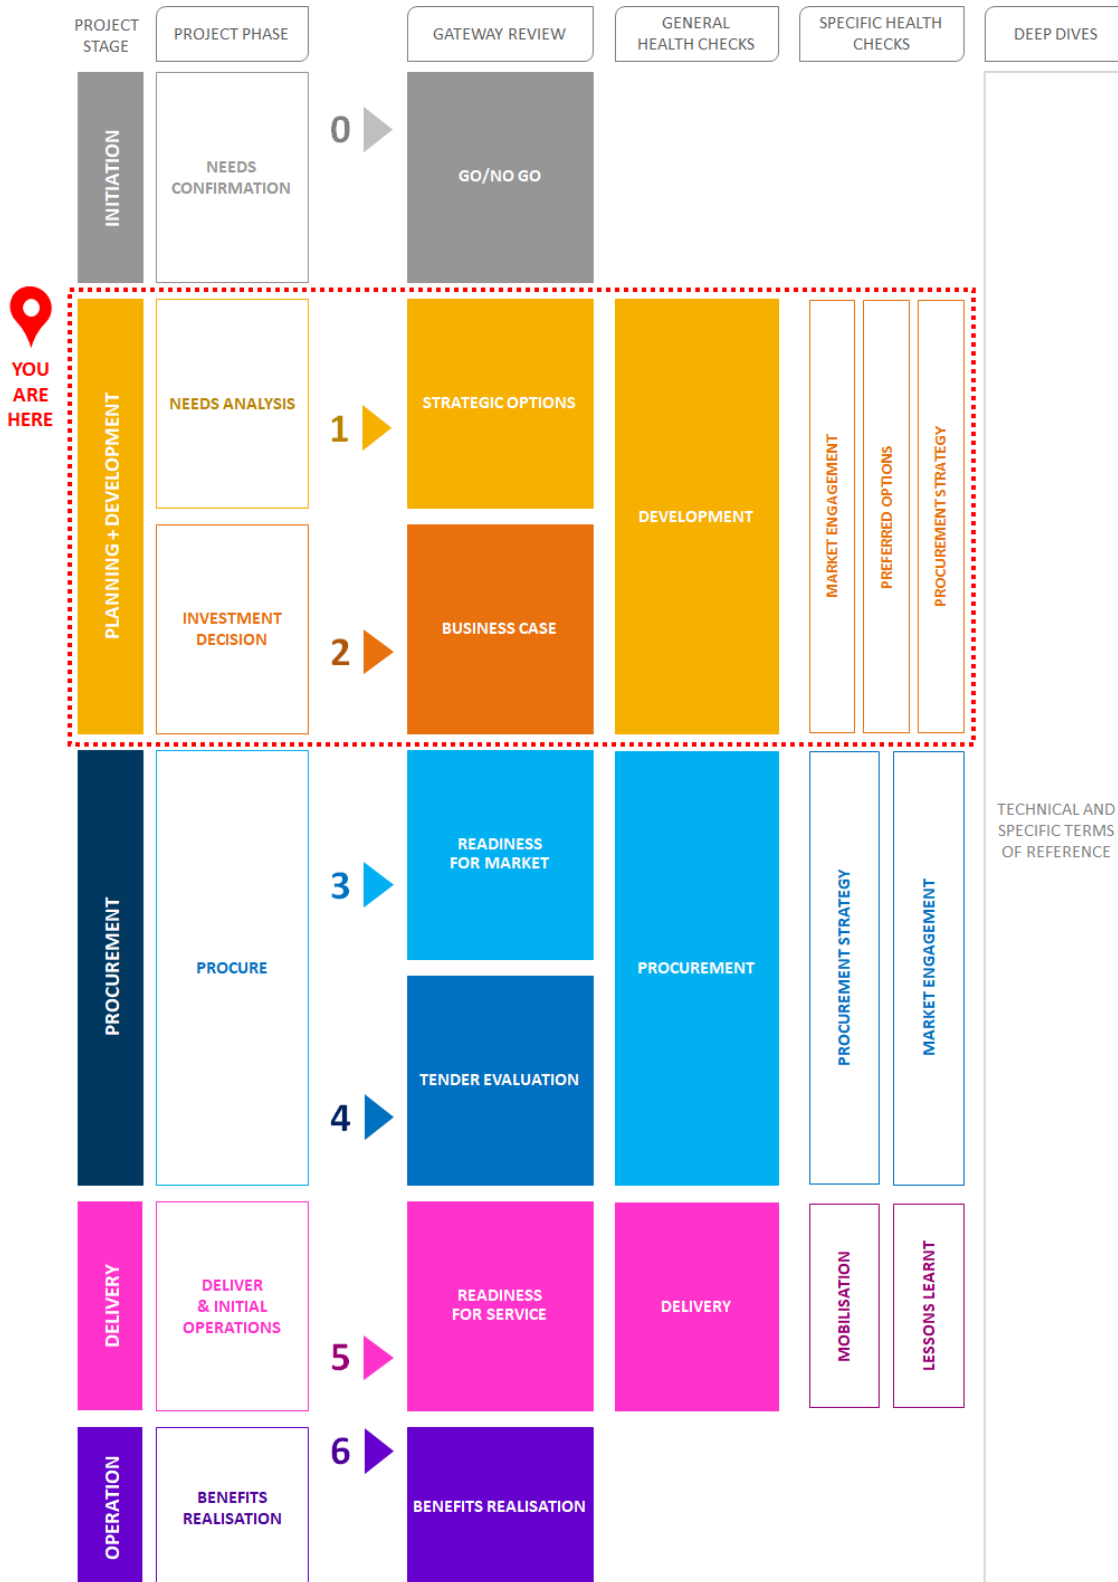 PROJECT
STAGE
PROJECT PHASE
GATEWAY REVIEW
GENERAL
HEALTH CHECKS
SPECIFIC HEALTH
CHECKS
DEEP DIVES
INITIATION
NEEDS
CONFIRMATION
0
GO/NO GO
YOU
ARE
HERE
PLANNING + DEVELOPMENT
NEEDS ANALYSIS
1
STRATEGIC OPTIONS
INVESTMENT
DECISION
2
BUSINESS CASE
DEVELOPMENT
MARKET ENGAGEMENT
PREFERRED OPTIONS
PROCUREMENT STRATEGY
PROCUREMENT
PROCURE
3
READINESS
FOR MARKET
4
TENDER EVALUATION
PROCUREMENT
PROCUREMENT STRATEGY
MARKET ENGAGEMENT
TECHNICAL AND
SPECIFIC TERMS
OF REFERENCE
DELIVERY
DELIVER
& INITIAL
OPERATIONS
5
READINESS
FOR SERVICE
DELIVERY
MOBILISATION
LESSONS LEARNT
OPERATION
BENEFITS
REALISATION
6
BENEFITS REALISATION